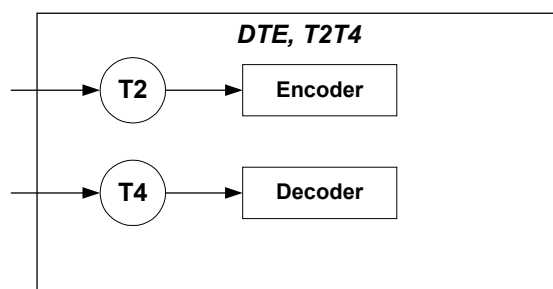 DTE, T2T4
T2
Encoder
T4
Decoder